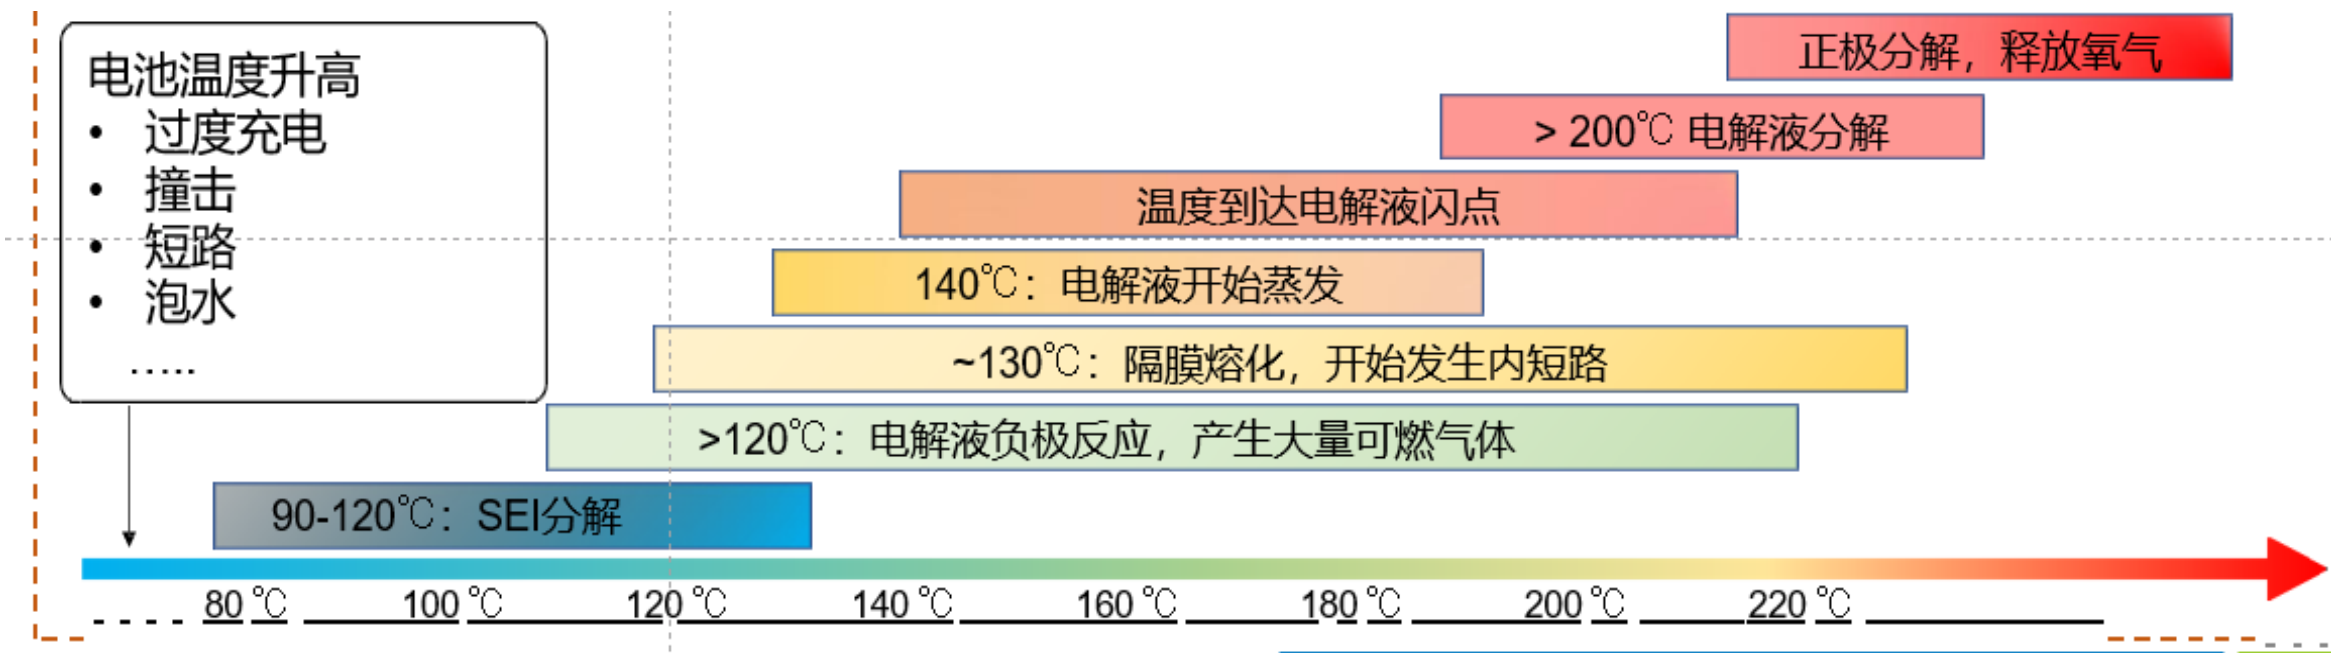 电池温度升高
• 过度充电
• 撞击
• 短路
• 泡水
…..
正极分解，释放氧气
> 200℃ 电解液分解
温度到达电解液闪点
140℃：电解液开始蒸发
~130℃：隔膜熔化，开始发生内短路
>120℃：电解液负极反应，产生大量可燃气体
90-120℃：SEI分解
80 ℃ 100 ℃ 120 ℃ 140 ℃ 160 ℃ 180 ℃ 200 ℃ 220 ℃